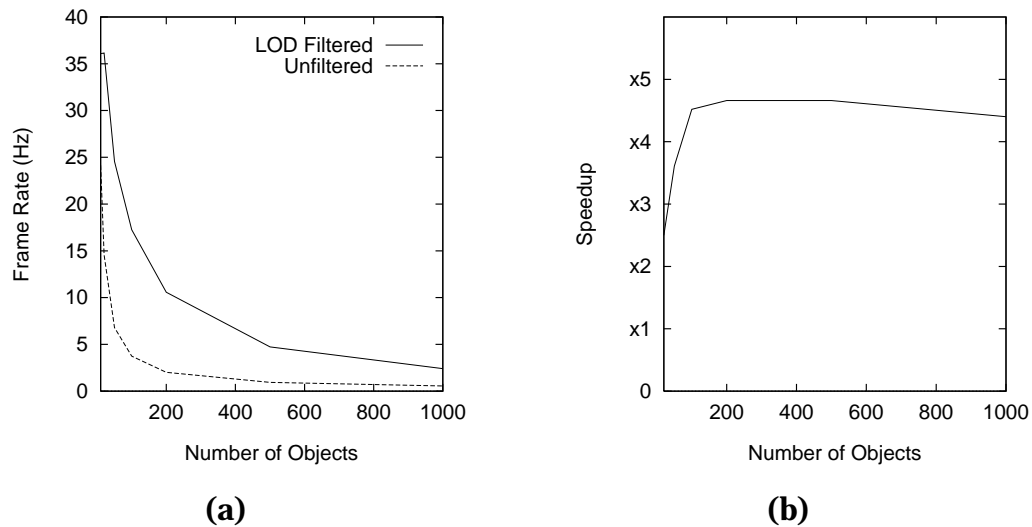 40
35
30
25
20
15
10
5
0
Frame Rate (Hz)
LOD Filtered
Unfiltered
200 400 600 800 1000
Number of Objects
(a)
x5
x4
x3
x2
x1
0
Speedup
200 400 600 800 1000
Number of Objects
(b)